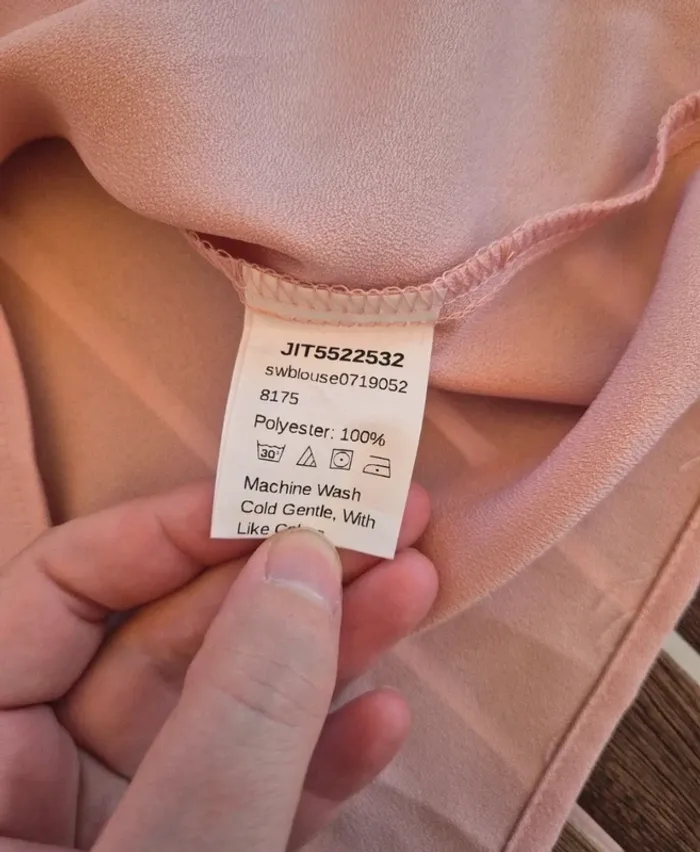 JIT5522532
swblouse0719052
8175
Polyester: 100%
30°
Machine Wash
Cold Gentle, With
Like